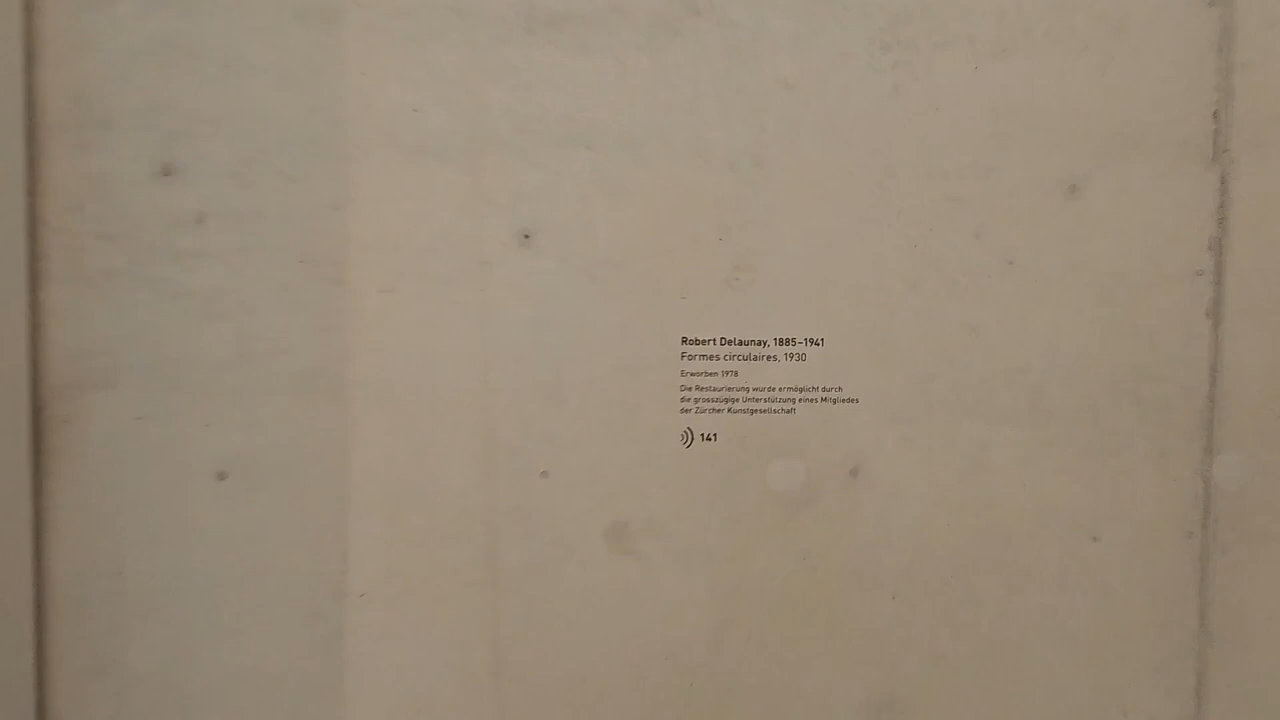 Robert Delaunay, 1885–1941
Formes circulaires, 1930
Erworben 1978
Die Restaurierung wurde ermöglicht durch
die grosszügige Unterstützung eines Mitgliedes
der Zürcher Kunstgesellschaft
141